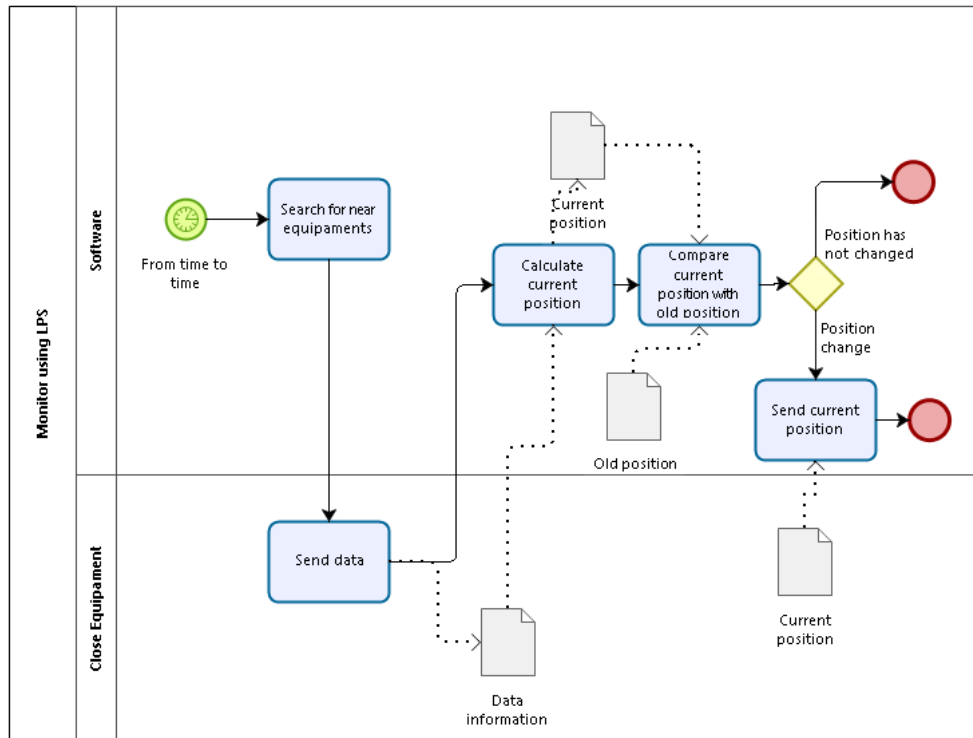 Monitor using LPS
Software
From time to
time
Search for near
equipaments
Current
position
Calculate
current
position
Compare
current
position with
old position
Old position
Position has
not changed
Position
change
Send current
position
Close Equipament
Send data
Data
information
Current
position